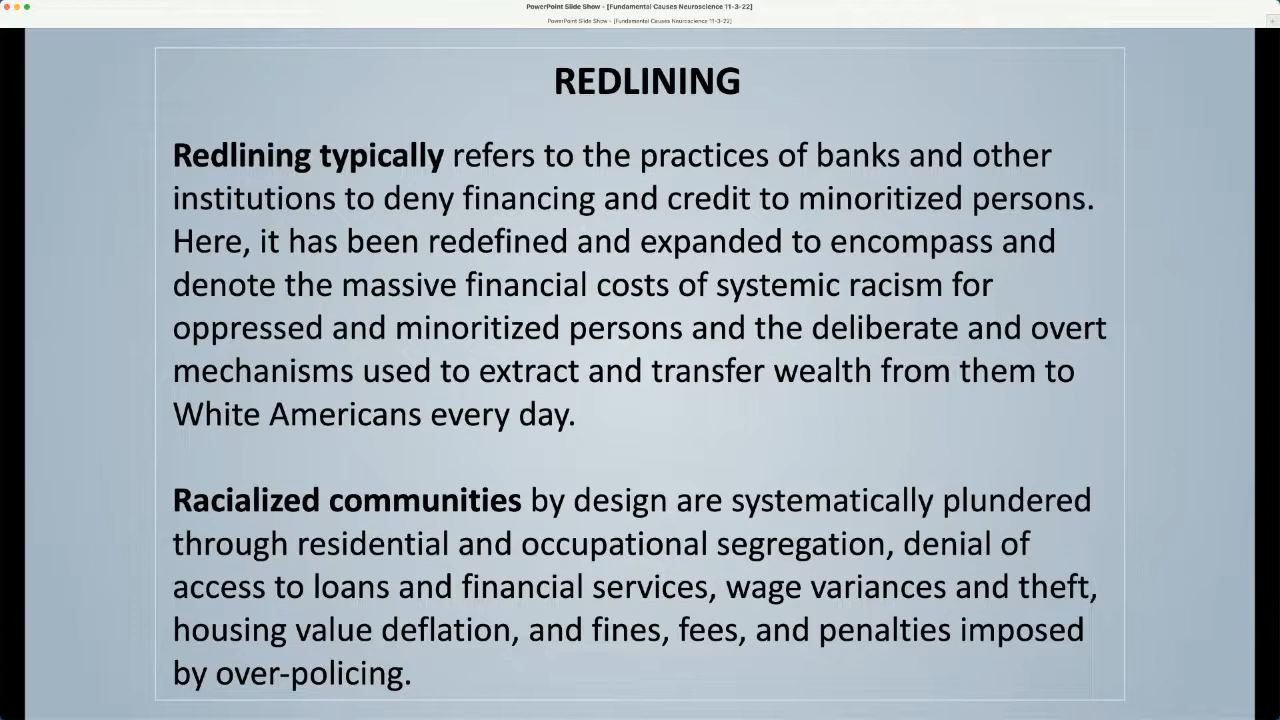 PowerPoint Slide Show - [Fundamental Causes Neuroscience 11-3-22]
PowerPoint Slide Show - [Fundamental Causes Neuroscience 11-3-22]
REDLINING
Redlining typically refers to the practices of banks and other
institutions to deny financing and credit to minoritized persons.
Here, it has been redefined and expanded to encompass and
denote the massive financial costs of systemic racism for
oppressed and minoritized persons and the deliberate and overt
mechanisms used to extract and transfer wealth from them to
White Americans every day.
Racialized communities by design are systematically plundered
through residential and occupational segregation, denial of
access to loans and financial services, wage variances and theft,
housing value deflation, and fines, fees, and penalties imposed
by over-policing.